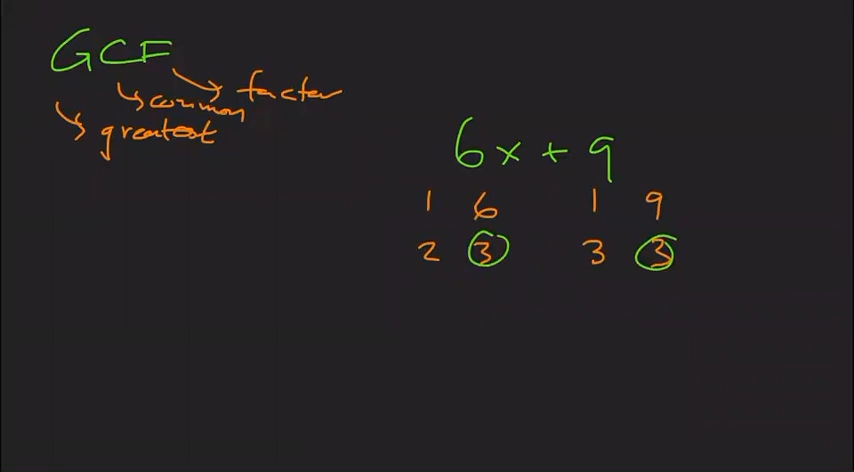 GCF
factor
common
greatest
6x + 9
1 6 1 9
2 3 3 3